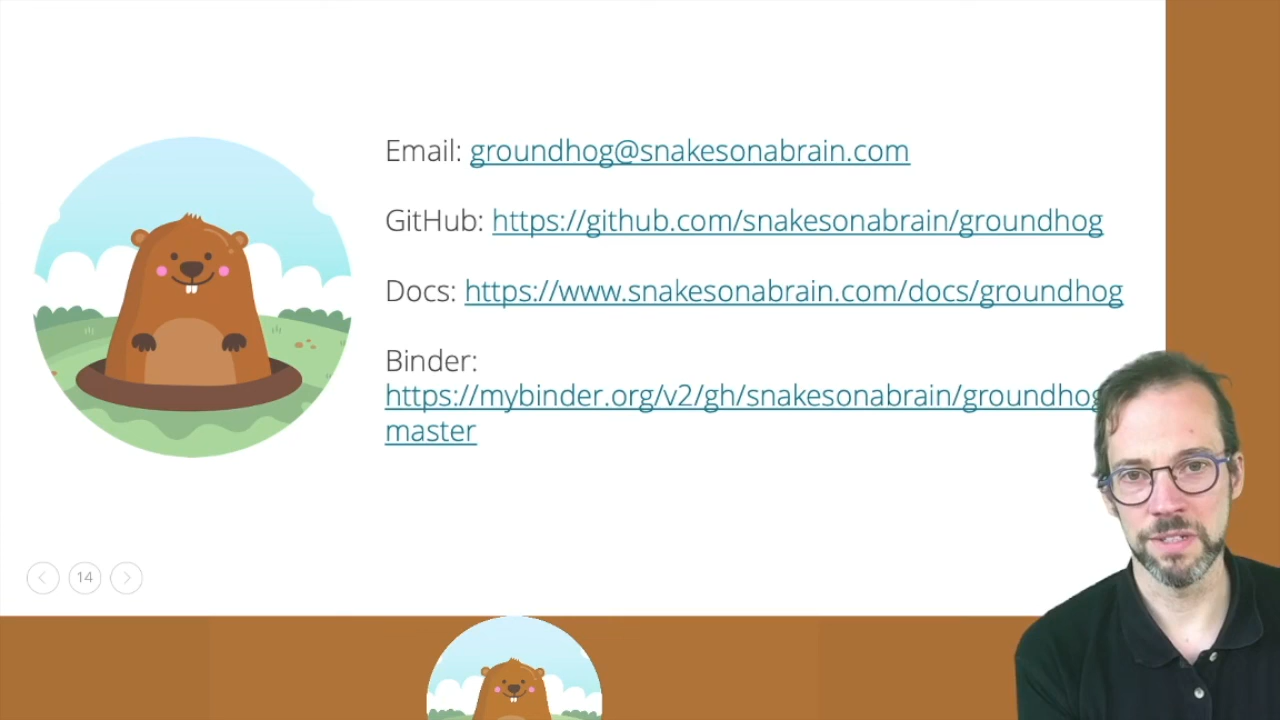 Email: groundhog@snakesonabrain.com
GitHub: https://github.com/snakesonabrain/groundhog
Docs: https://www.snakesonabrain.com/docs/groundhog
Binder:
https://mybinder.org/v2/gh/snakesonabrain/groundhog
master
14